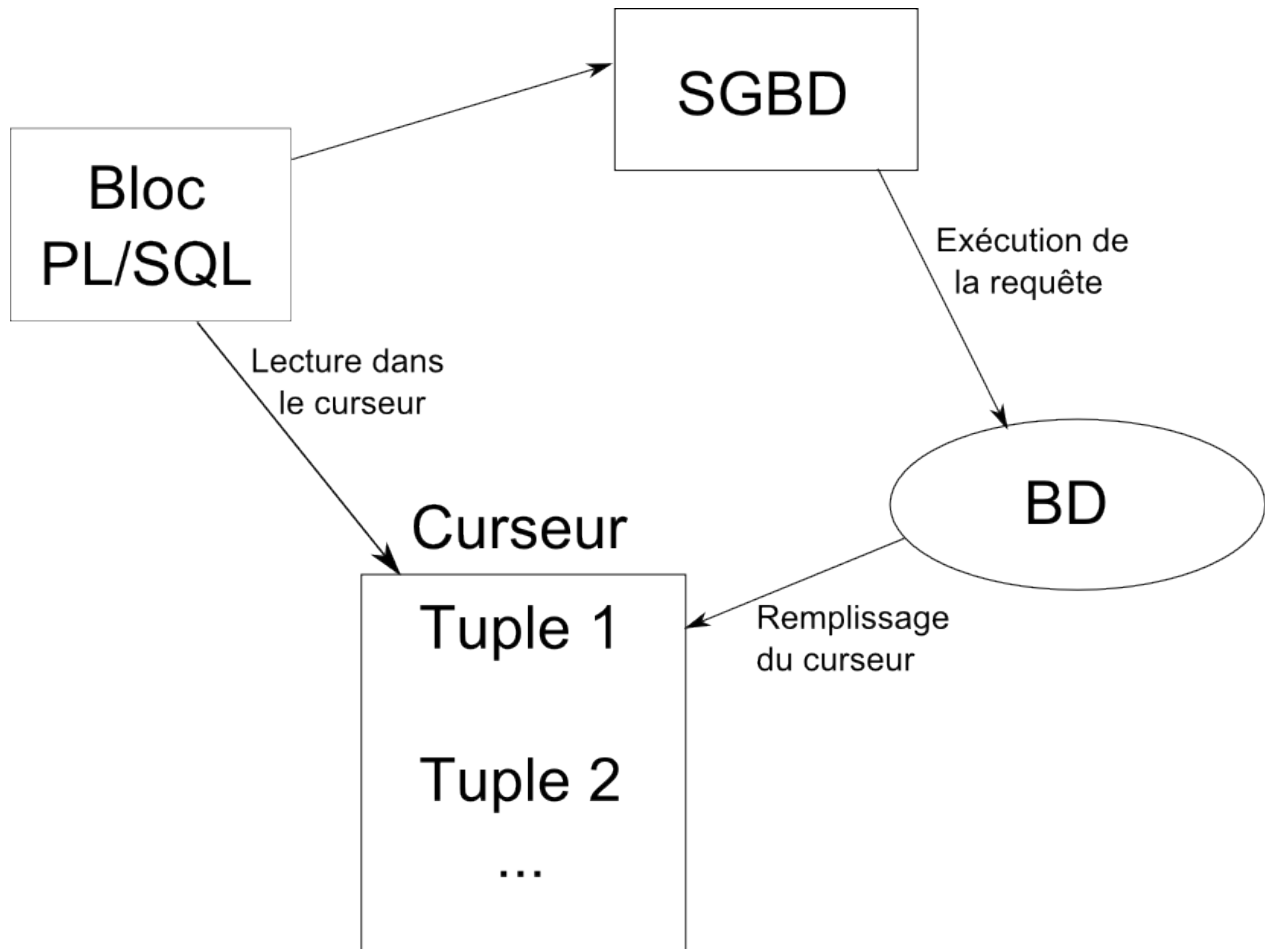 SGBD
Bloc
PL/SQL
Exécution de
la requête
Lecture dans
le curseur
BD
Curseur
Tuple 1
Remplissage
du curseur
Tuple 2
...